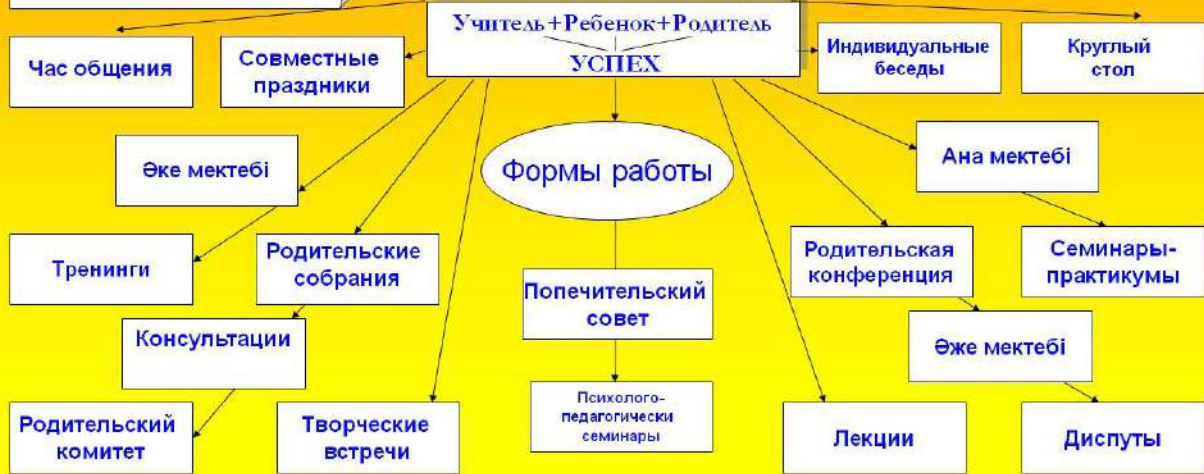 Учитель+Ребенок+Родитель
УСПЕХ
Час общения
Совместные
праздники
Индивидуальные
беседы
Круглый
стол
Әке мектебі
Формы работы
Ана мектебі
Тренинги
Родительские
собрания
Попечительский
совет
Родительская
конференция
Семинары-
практикумы
Консультации
Әже мектебі
Родительский
комитет
Творческие
встречи
Психолого-
педагогически
семинары
Лекции
Диспуты